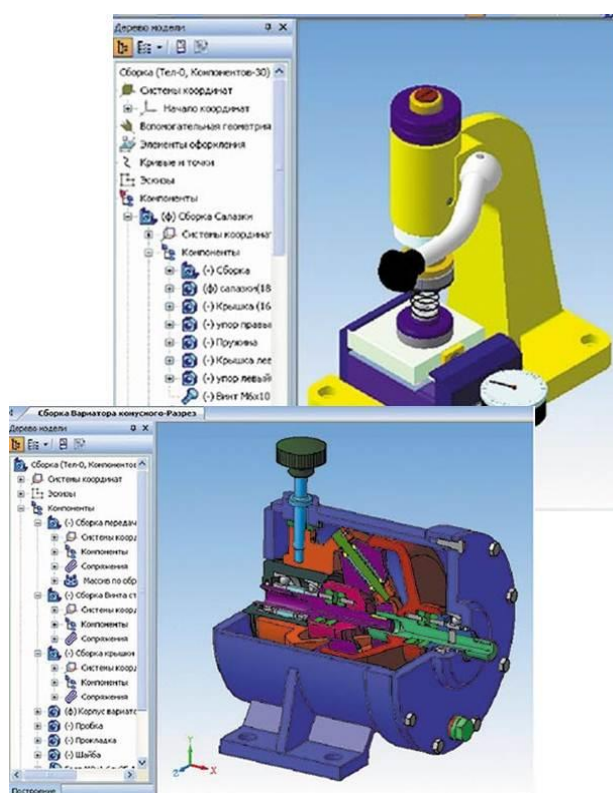 Дерево модели
Сборка (Тел-0, Компонентов-30)
Системы координат
Начало координат
Вспомогательная геометрия
Элементы оформления
Кривые и точки
Эскизы
Компоненты
(ф) Сборка Салазки
Системы координат
Компоненты
(-) Сборка
(ф) салазки(18
(-) Крышка (16
(-) упор правы
(-) Пружина
(-) Крышка лев
(-) упор левый
(-) Винт М6х10
Сборка Вариатора конусного-Разрез
Дерево модели
Сборка (Тел-0, Компонентов
Системы координат
Эскизы
Компоненты
(-) Сборка передач
Системы коорд
Компоненты
Сопряжения
Массив по обр
(-) Сборка Винта ст
Системы коорд
Компоненты
Сопряжения
(-) Сборка крышки
Системы коорд
Компоненты
Сопряжения
(ф) Корпус вариато
(-) Пробка
(-) Прокладка
(-) Шайба
Построение
Y
Z
X